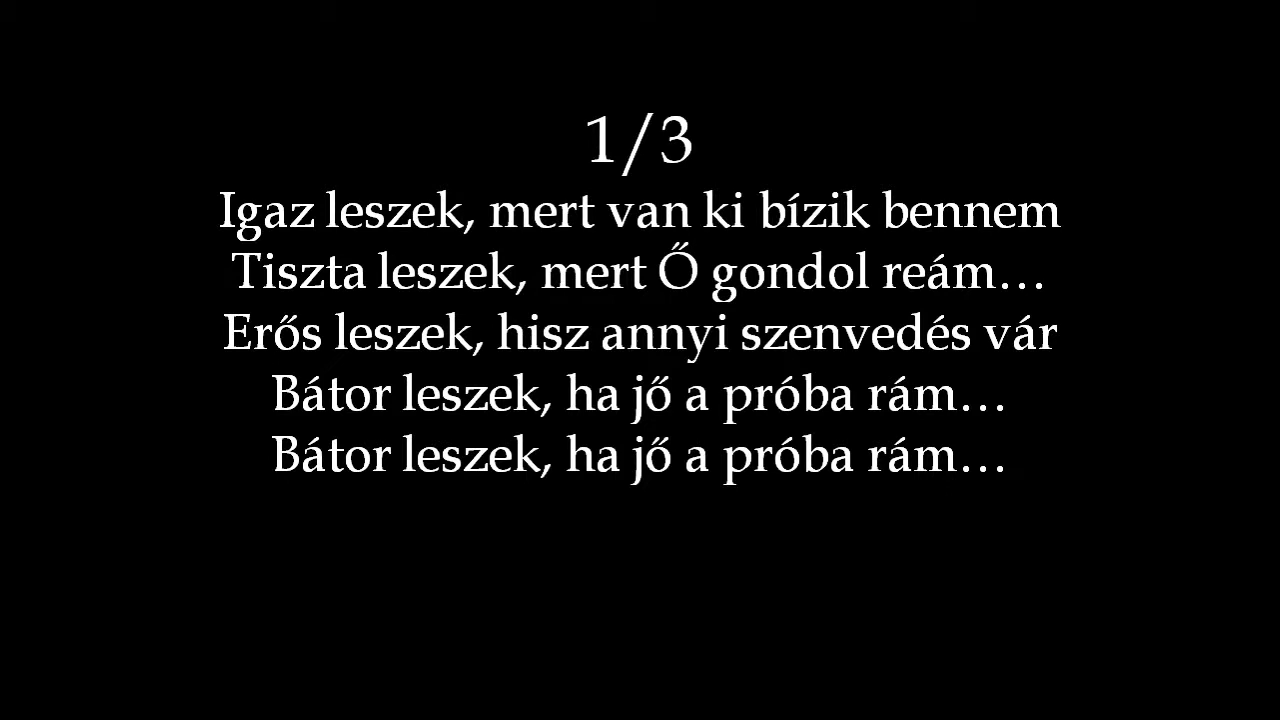 1/3
Igaz leszek, mert van ki bízik bennem
Tiszta leszek, mert Ő gondol reám…
Erős leszek, hisz annyi szenvedés vár
Bátor leszek, ha jő a próba rám…
Bátor leszek, ha jő a próba rám…